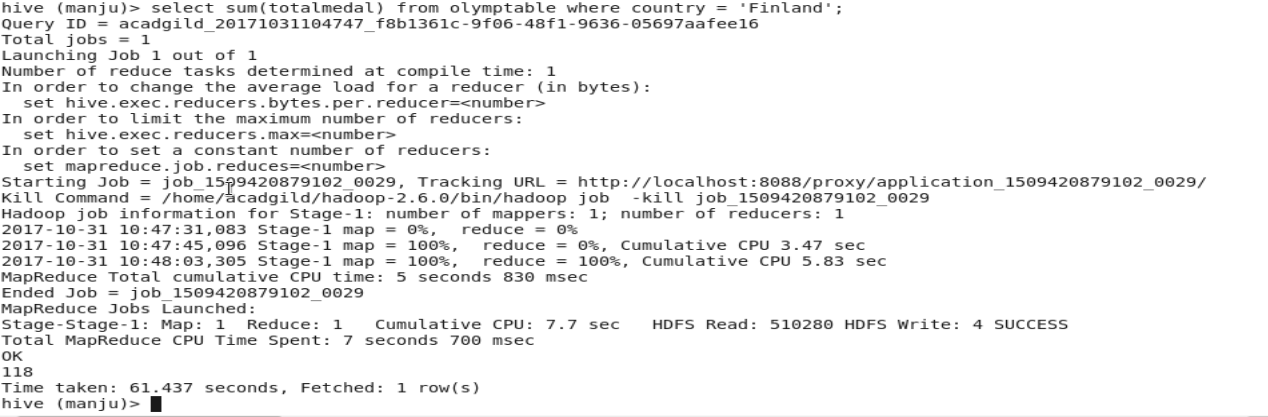 hive (manju)> select sum(totalmedal) from olymptable where country = 'Finland';
Query ID = acadgild_20171031104747_f8b1361c-9f06-48f1-9636-05697aafee16
Total jobs = 1
Launching Job 1 out of 1
Number of reduce tasks determined at compile time: 1
In order to change the average load for a reducer (in bytes):
  set hive.exec.reducers.bytes.per.reducer=<number>
In order to limit the maximum number of reducers:
  set hive.exec.reducers.max=<number>
In order to set a constant number of reducers:
  set mapreduce.job.reduces=<number>
Starting Job = job_1509420879102_0029, Tracking URL = http://localhost:8088/proxy/application_1509420879102_0029/
Kill Command = /home/acadgild/hadoop-2.6.0/bin/hadoop job  -kill job_1509420879102_0029
Hadoop job information for Stage-1: number of mappers: 1; number of reducers: 1
2017-10-31 10:47:31,083 Stage-1 map = 0%,  reduce = 0%
2017-10-31 10:47:45,096 Stage-1 map = 100%,  reduce = 0%, Cumulative CPU 3.47 sec
2017-10-31 10:48:03,305 Stage-1 map = 100%,  reduce = 100%, Cumulative CPU 5.83 sec
MapReduce Total cumulative CPU time: 5 seconds 830 msec
Ended Job = job_1509420879102_0029
MapReduce Jobs Launched:
Stage-Stage-1: Map: 1  Reduce: 1   Cumulative CPU: 7.7 sec   HDFS Read: 510280 HDFS Write: 4 SUCCESS
Total MapReduce CPU Time Spent: 7 seconds 700 msec
OK
118
Time taken: 61.437 seconds, Fetched: 1 row(s)
hive (manju)>